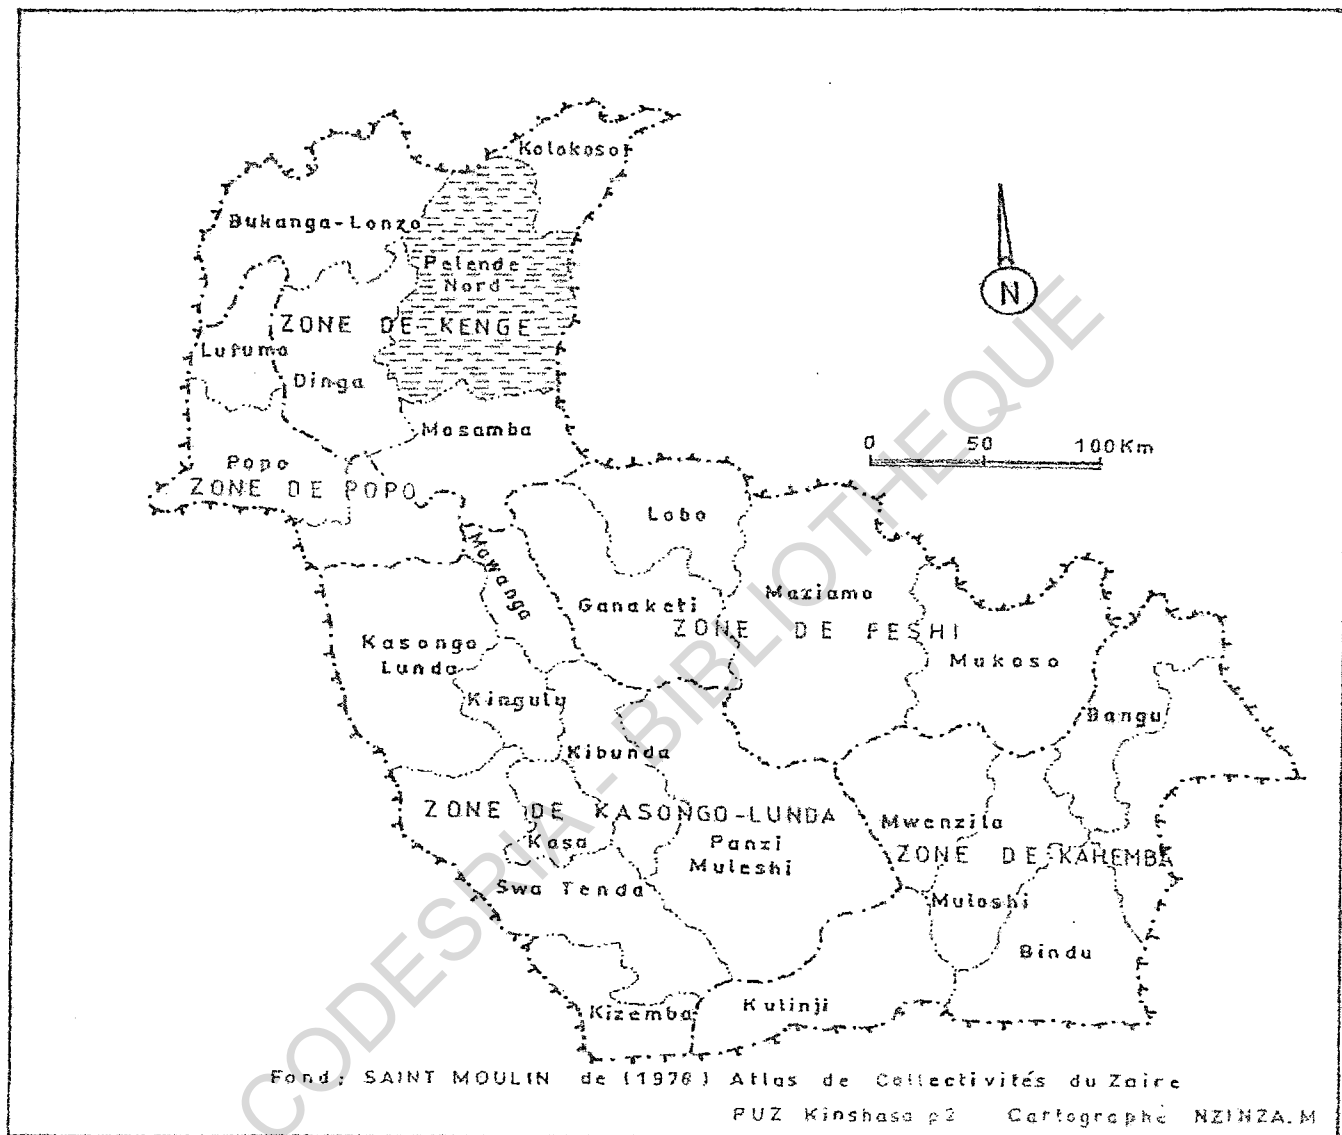 Kolokoso
Bukanga-Lonzo
Pelende
Nord
N
ZONE DE KENGE
Lufuma
Dinga
Masamba
0 50 100Km
Popo
ZONE DE POPO
Lobo
Mawanga
Maziamo
Ganaketi
ZONE DE FESHI
Kasongo
Lunda
Mukoso
Kingulu
Bangu
Kibunda
ZONE DE KASONGO-LUNDA
Mwenzila
Kasa
Panzi
Muleshi
ZONE DE KAHEMBA
Swa Tenda
Muloshi
Bindu
Kizemba
Kulinji
Fond: SAINT MOULIN de (1976) Atlas de Collectivités du Zaire
PUZ Kinshasa p2 Cartographe NZINZA.M
CODESRIA - BIBLIOTHEQUE